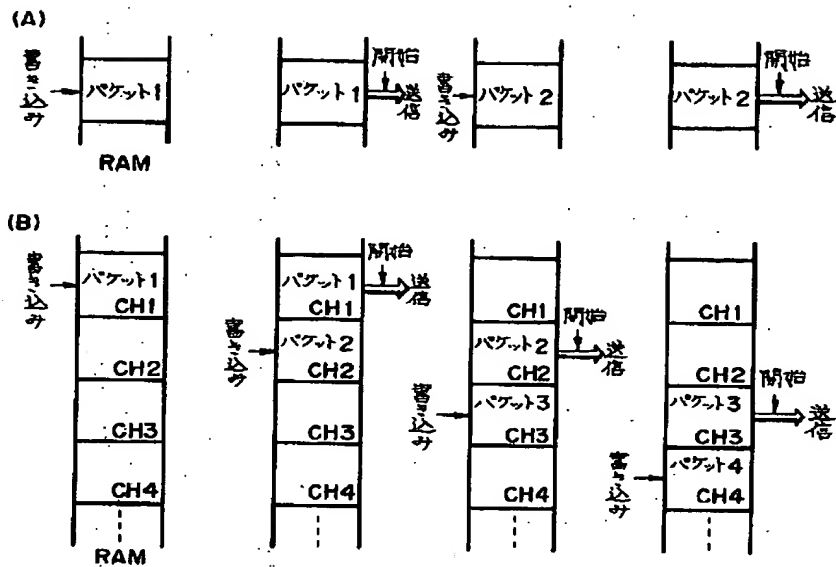 (A)
書き込み
パケット1
RAM
パケット1
開始
送信
書き込み
パケット2
パケット2
開始
送信
(B)
書き込み
パケット1
CH1
CH2
CH3
CH4
RAM
パケット1
CH1
開始
送信
書き込み
パケット2
CH2
CH3
CH4
CH1
パケット2
CH2
開始
送信
書き込み
パケット3
CH3
CH4
CH1
CH2
パケット3
CH3
開始
送信
書き込み
パケット4
CH4